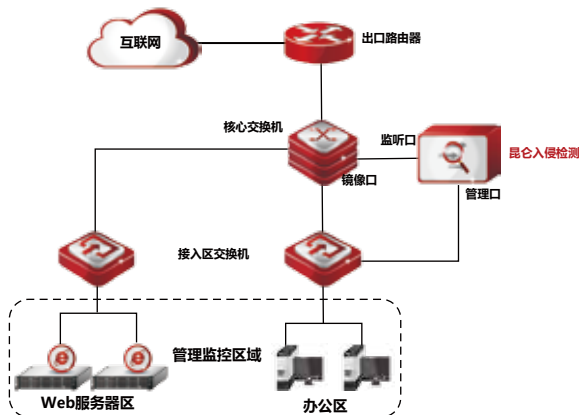 互联网
出口路由器
核心交换机
监听口
昆仑入侵检测
镜像口
管理口
接入区交换机
管理监控区域
Web服务器区
办公区